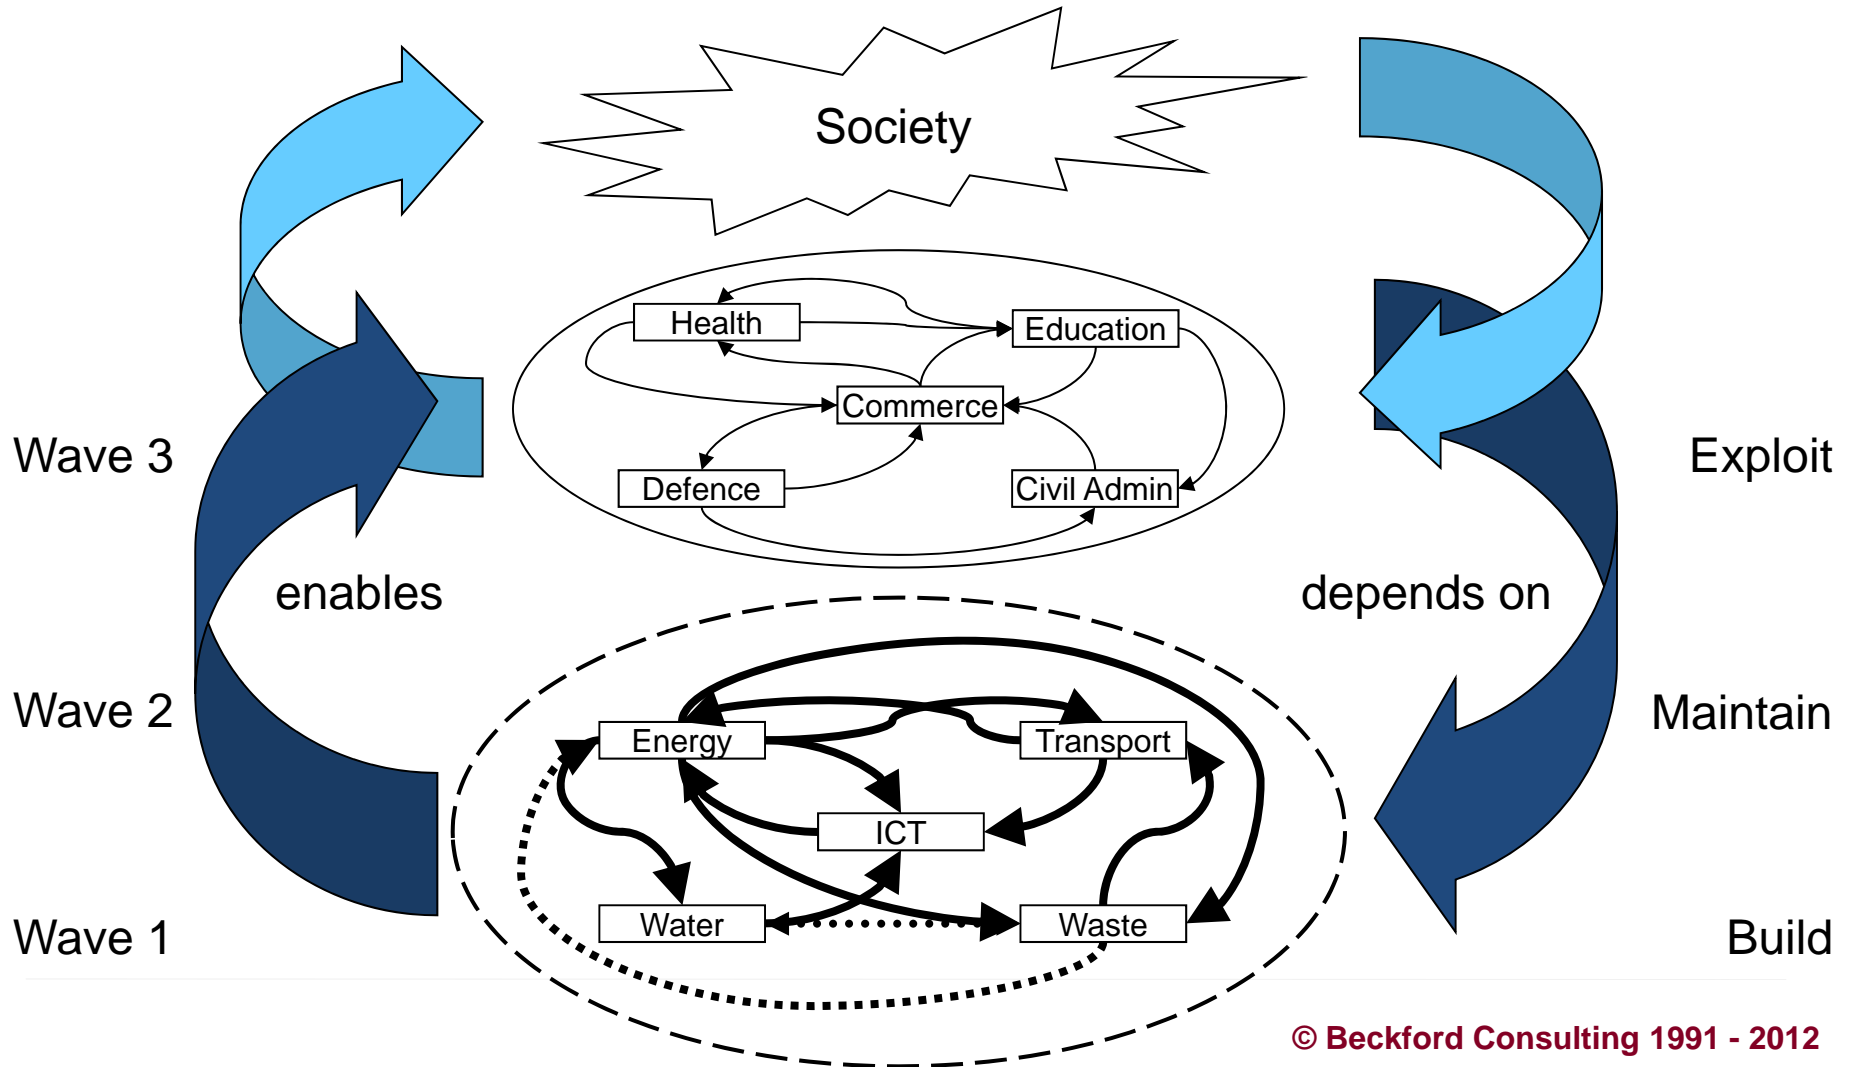 Society
Health
Education
Commerce
Wave 3
Exploit
Defence
Civil Admin
enables
depends on
Wave 2
Maintain
Energy
Transport
ICT
Water
Waste
Wave 1
Build
© Beckford Consulting 1991 - 2012